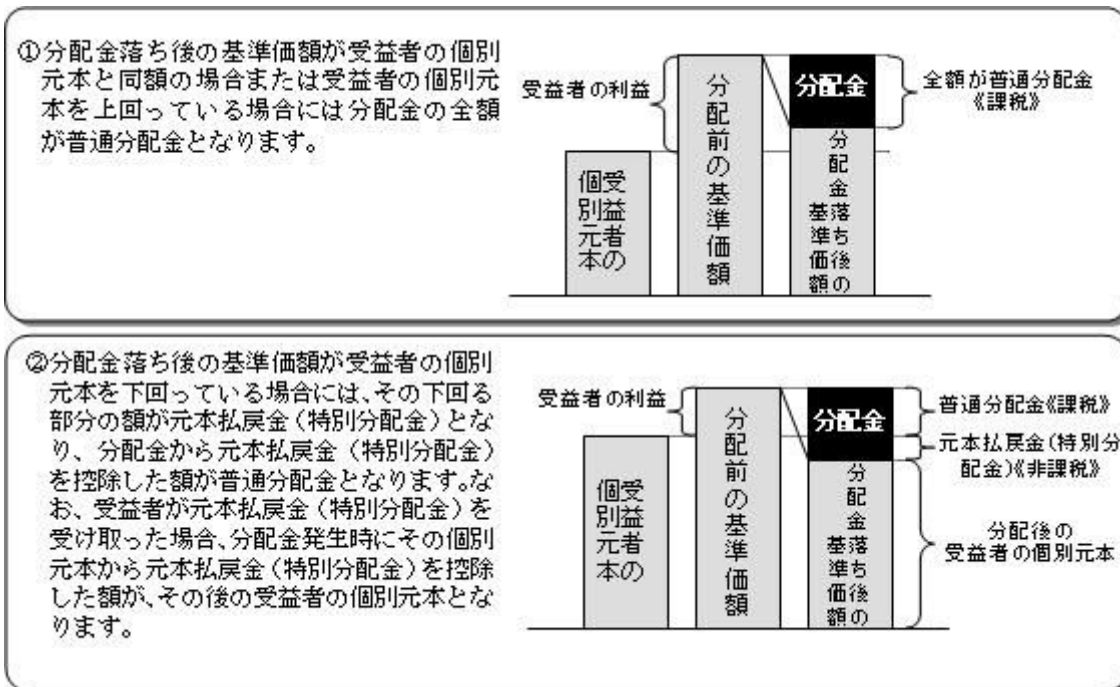 ①分配金落ち後の基準価額が受益者の個別
元本と同額の場合または受益者の個別元
本を上回っている場合には分配金の全額
が普通分配金となります。
受益者の利益
受益者の
個別元本
分配前の基準価額
分配金
分配金
落ち後の
基準価額
全額が普通分配金
《課税》
②分配金落ち後の基準価額が受益者の個別
元本を下回っている場合には、その下回る
部分の額が元本払戻金(特別分配金)とな
り、分配金から元本払戻金(特別分配金)
を控除した額が普通分配金となります。な
お、受益者が元本払戻金(特別分配金)を
受け取った場合、分配金発生時にその個別
元本から元本払戻金(特別分配金)を控除
した額が、その後の受益者の個別元本とな
ります。
受益者の利益
受益者の
個別元本
分配前の基準価額
分配金
分配金
落ち後の
基準価額
普通分配金《課税》
元本払戻金(特別分
配金)《非課税》
分配後の
受益者の個別元本